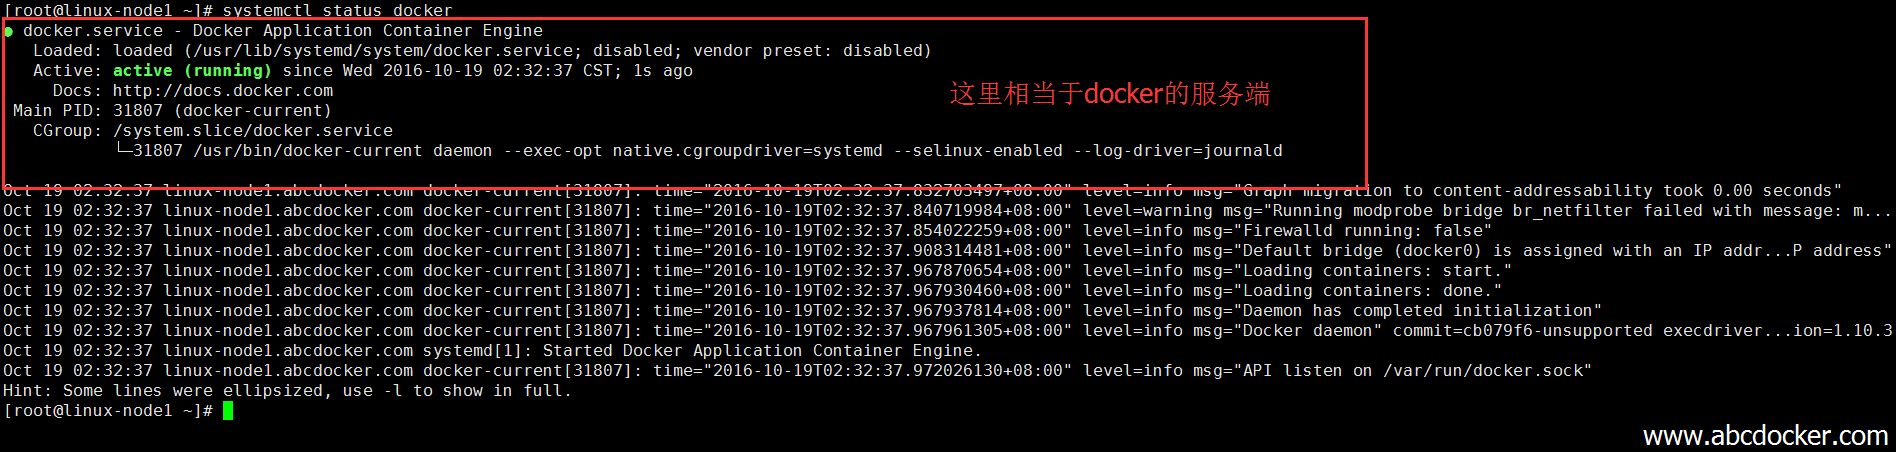 [root@linux-node1 ~]# systemctl status docker
● docker.service - Docker Application Container Engine
Loaded: loaded (/usr/lib/systemd/system/docker.service; disabled; vendor preset: disabled)
Active: active (running) since Wed 2016-10-19 02:32:37 CST; 1s ago
Docs: http://docs.docker.com
这里相当于docker的服务端
Main PID: 31807 (docker-current)
CGroup: /system.slice/docker.service
└─31807 /usr/bin/docker-current daemon --exec-opt native.cgroupdriver=systemd --selinux-enabled --log-driver=journald
Oct 19 02:32:37 linux-node1.abcdocker.com docker-current[31807]: time="2016-10-19T02:32:37.832703497+08:00" level=info msg="Graph migration to content-addressability took 0.00 seconds"
Oct 19 02:32:37 linux-node1.abcdocker.com docker-current[31807]: time="2016-10-19T02:32:37.840719984+08:00" level=warning msg="Running modprobe bridge br_netfilter failed with message: m...
Oct 19 02:32:37 linux-node1.abcdocker.com docker-current[31807]: time="2016-10-19T02:32:37.854022259+08:00" level=info msg="Firewalld running: false"
Oct 19 02:32:37 linux-node1.abcdocker.com docker-current[31807]: time="2016-10-19T02:32:37.908314481+08:00" level=info msg="Default bridge (docker0) is assigned with an IP addr...P address"
Oct 19 02:32:37 linux-node1.abcdocker.com docker-current[31807]: time="2016-10-19T02:32:37.967870654+08:00" level=info msg="Loading containers: start."
Oct 19 02:32:37 linux-node1.abcdocker.com docker-current[31807]: time="2016-10-19T02:32:37.967930460+08:00" level=info msg="Loading containers: done."
Oct 19 02:32:37 linux-node1.abcdocker.com docker-current[31807]: time="2016-10-19T02:32:37.967937814+08:00" level=info msg="Daemon has completed initialization"
Oct 19 02:32:37 linux-node1.abcdocker.com docker-current[31807]: time="2016-10-19T02:32:37.967961305+08:00" level=info msg="Docker daemon" commit=cb079f6-unsupported execdriver...ion=1.10.3
Oct 19 02:32:37 linux-node1.abcdocker.com systemd[1]: Started Docker Application Container Engine.
Oct 19 02:32:37 linux-node1.abcdocker.com docker-current[31807]: time="2016-10-19T02:32:37.972026130+08:00" level=info msg="API listen on /var/run/docker.sock"
Hint: Some lines were ellipsized, use -l to show in full.
[root@linux-node1 ~]#
www.abcdocker.com